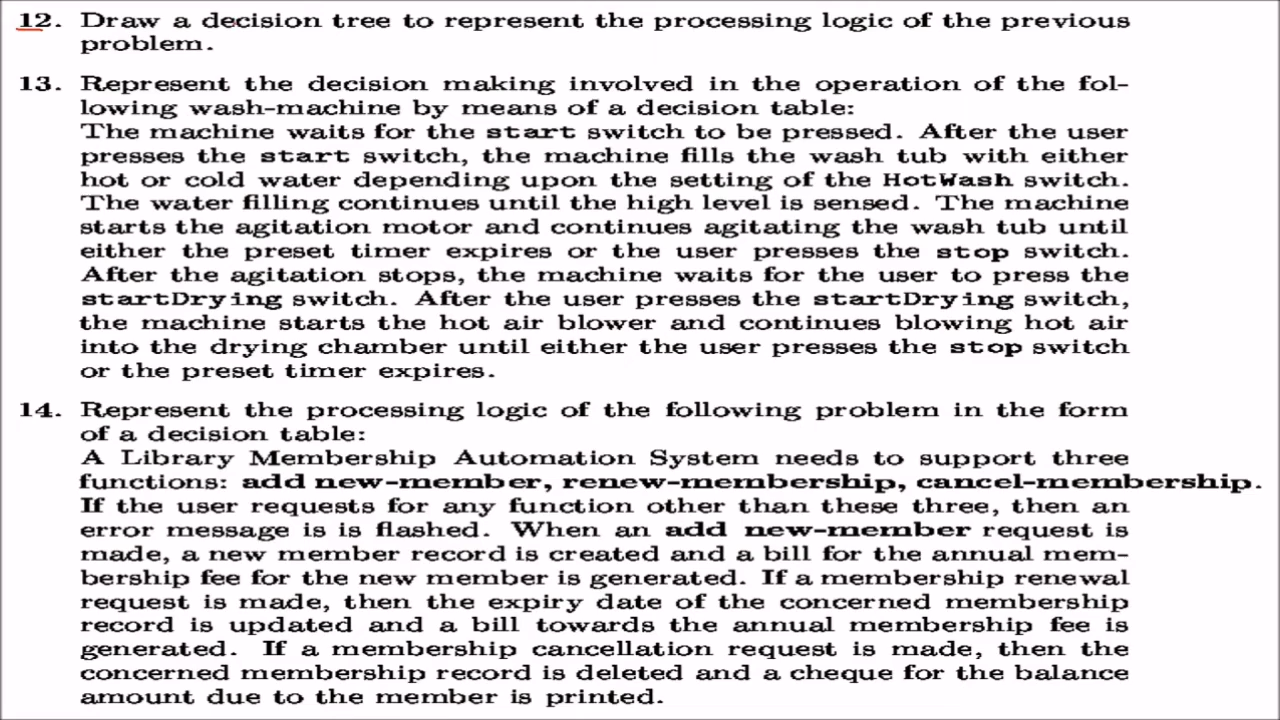 12. Draw a decision tree to represent the processing logic of the previous
problem.
13. Represent the decision making involved in the operation of the fol-
lowing wash-machine by means of a decision table:
The machine waits for the start switch to be pressed. After the user
presses the start switch, the machine fills the wash tub with either
hot or cold water depending upon the setting of the HotWash switch.
The water filling continues until the high level is sensed. The machine
starts the agitation motor and continues agitating the wash tub until
either the preset timer expires or the user presses the stop switch.
After the agitation stops, the machine waits for the user to press the
startDrying switch. After the user presses the startDrying switch,
the machine starts the hot air blower and continues blowing hot air
into the drying chamber until either the user presses the stop switch
or the preset timer expires.
14. Represent the processing logic of the following problem in the form
of a decision table:
A Library Membership Automation System needs to support three
functions: add new-member, renew-membership, cancel-membership.
If the user requests for any function other than these three, then an
error message is is flashed. When an add new-member request is
made, a new member record is created and a bill for the annual mem-
bership fee for the new member is generated. If a membership renewal
request is made, then the expiry date of the concerned membership
record is updated and a bill towards the annual membership fee is
generated. If a membership cancellation request is made, then the
concerned membership record is deleted and a cheque for the balance
amount due to the member is printed.